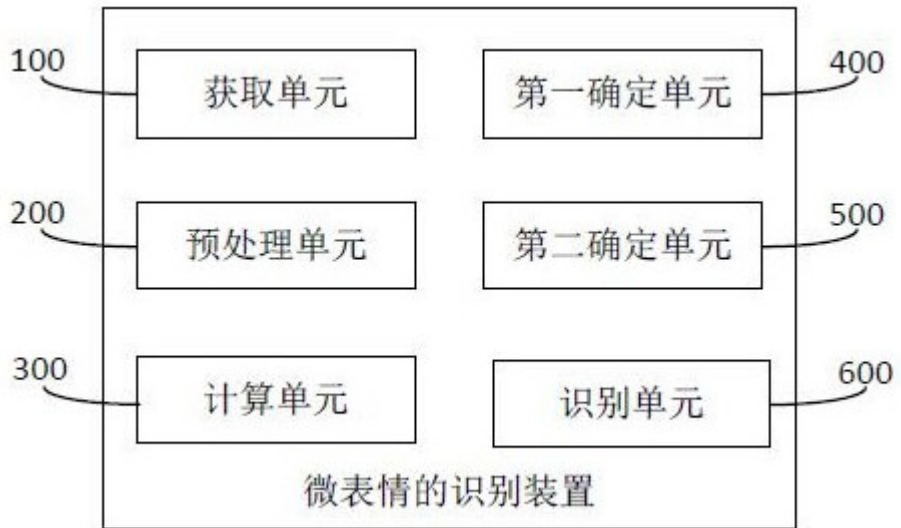 100
获取单元
第一确定单元
400
200
预处理单元
第二确定单元
500
300
计算单元
识别单元
600
微表情的识别装置